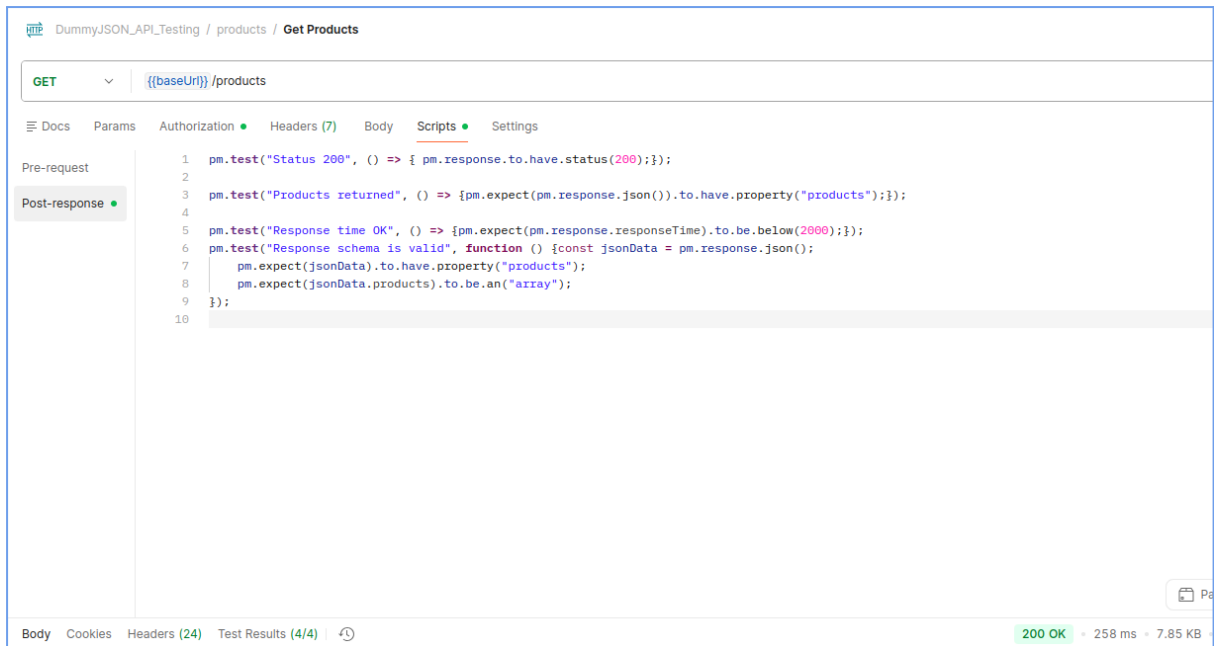 HTTP DummyJSON_API_Testing / products / Get Products
GET {{baseUrl}} /products
Docs Params Authorization Headers (7) Body Scripts Settings
Pre-request
Post-response
1 pm.test("Status 200", () => { pm.response.to.have.status(200);});
2
3 pm.test("Products returned", () => {pm.expect(pm.response.json()).to.have.property("products");});
4
5 pm.test("Response time OK", () => {pm.expect(pm.response.responseTime).to.be.below(2000);});
6 pm.test("Response schema is valid", function () {const jsonData = pm.response.json();
7 pm.expect(jsonData).to.have.property("products");
8 pm.expect(jsonData.products).to.be.an("array");
9 });
10
Pa
Body Cookies Headers (24) Test Results (4/4) 200 OK • 258 ms • 7.85 KB •